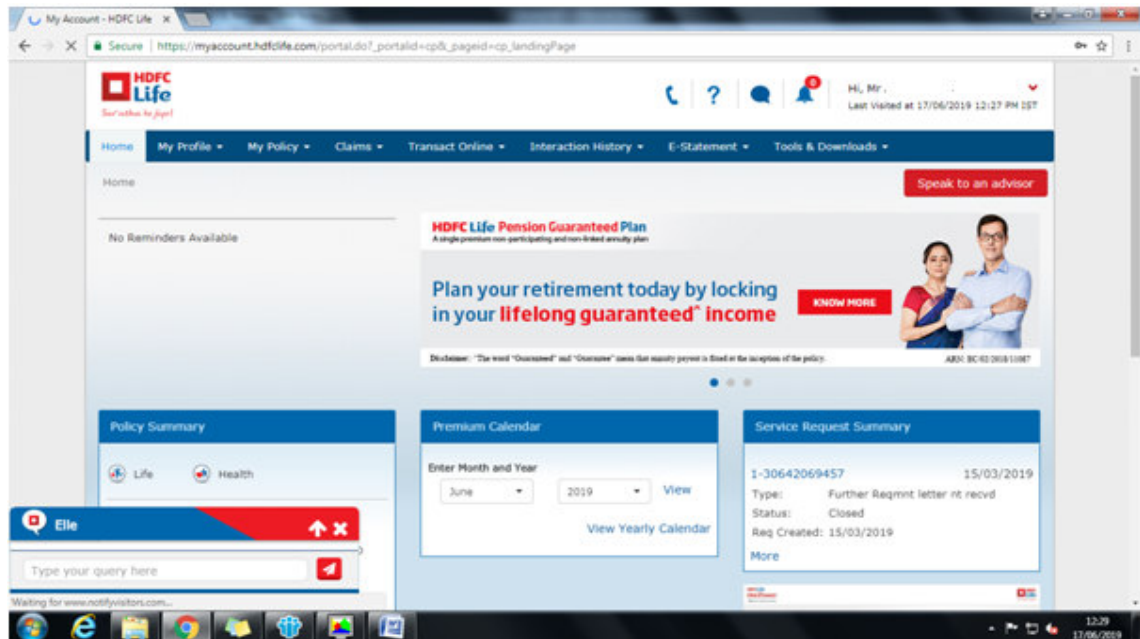 My Account - HDFC Life
Secure | https://myaccount.hdfclife.com/portal.do?_portalid=cp&_pageid=cp_landingPage
HDFC
Life
Hi, Mr.
Last Visited at 17/06/2019 12:27 PM IST
0
Home My Profile My Policy Claims Transact Online Interaction History E-Statement Tools & Downloads
Home
Speak to an advisor
No Reminders Available
HDFC Life Pension Guaranteed Plan
A single premium non-participating and non-linked annuity plan
Plan your retirement today by locking
in your lifelong guaranteed^ income
KNOW MORE
Disclaimer: "The word "Guaranteed" and "Guarantee" mean that annuity payout is fixed at the inception of the policy.
Policy Summary
Life Health
Premium Calendar
Enter Month and Year
June 2019 View
View Yearly Calendar
Service Request Summary
1-30642069457 15/03/2019
Type: Further Reqmnt letter nt recvd
Status: Closed
Req Created: 15/03/2019
More
Elle
Type your query here
Waiting for www.notifyvisitors.com...
12:29
17/06/2019